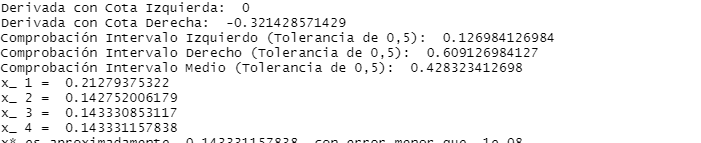 Derivada con Cota Izquierda:  0
Derivada con Cota Derecha:  -0.321428571429
Comprobación Intervalo Izquierdo (Tolerancia de 0,5):  0.126984126984
Comprobación Intervalo Derecho (Tolerancia de 0,5):  0.609126984127
Comprobación Intervalo Medio (Tolerancia de 0,5):  0.428323412698
x_ 1 =  0.21279375322
x_ 2 =  0.142752006179
x_ 3 =  0.143330853117
x_ 4 =  0.143331157838
x* es aproximadamente  0.143331157838  con error menor que  1e-08